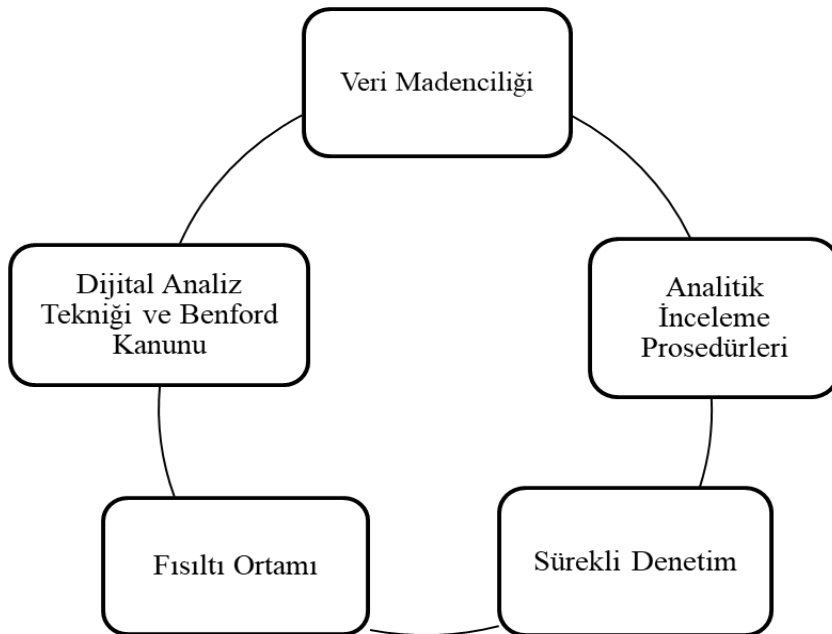 Veri Madenciliği
Dijital Analiz
Tekniği ve Benford
Kanunu
Analitik
İnceleme
Prosedürleri
Fısıltı Ortamı
Sürekli Denetim